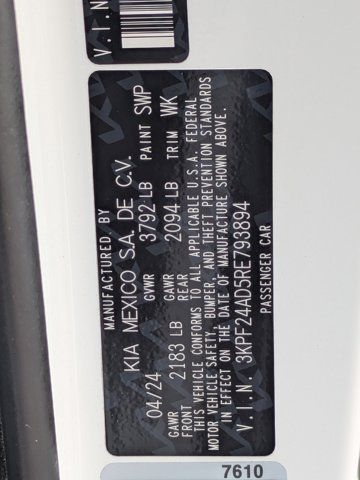 V.I.N
MANUFACTURED BY
KIA MEXICO S.A. DE C.V.
04/24 GVWR 3792 LB PAINT SWP
GAWR FRONT 2183 LB GAWR REAR 2094 LB TRIM WK
THIS VEHICLE CONFORMS TO ALL APPLICABLE U.S.A. FEDERAL
MOTOR VEHICLE SAFETY, BUMPER, AND THEFT PREVENTION STANDARDS
IN EFFECT ON THE DATE OF MANUFACTURE SHOWN ABOVE.
V.I.N. 3KPF24AD5RE793894
PASSENGER CAR
7610